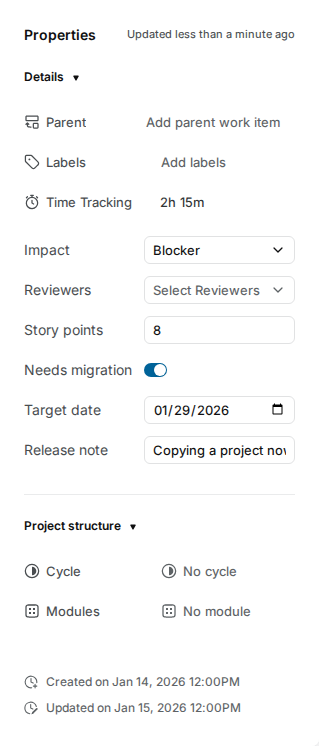 Properties Updated less than a minute ago
Details
Parent Add parent work item
Labels Add labels
Time Tracking 2h 15m
Impact Blocker
Reviewers Select Reviewers
Story points 8
Needs migration
Target date 01/29/2026
Release note Copying a project
Project structure
Cycle No cycle
Modules No module
Created on Jan 14, 2026 12:00PM
Updated on Jan 15, 2026 12:00PM